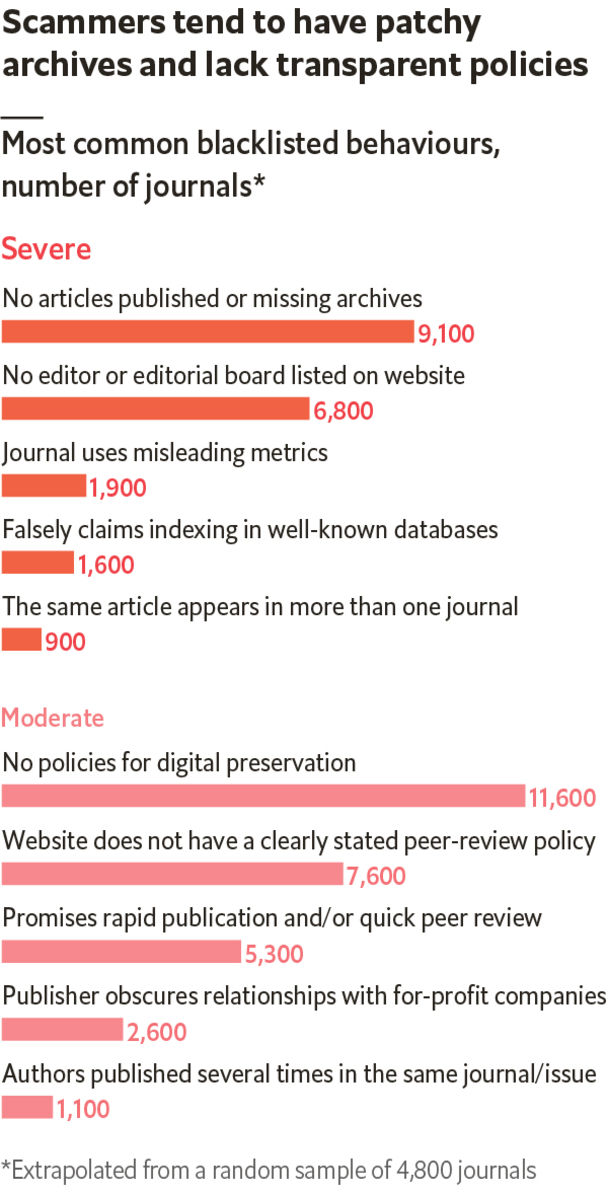 Scammers tend to have patchy
archives and lack transparent policies
Most common blacklisted behaviours,
number of journals*
Severe
No articles published or missing archives
9,100
No editor or editorial board listed on website
6,800
Journal uses misleading metrics
1,900
Falsely claims indexing in well-known databases
1,600
The same article appears in more than one journal
900
Moderate
No policies for digital preservation
11,600
Website does not have a clearly stated peer-review policy
7,600
Promises rapid publication and/or quick peer review
5,300
Publisher obscures relationships with for-profit companies
2,600
Authors published several times in the same journal/issue
1,100
*Extrapolated from a random sample of 4,800 journals